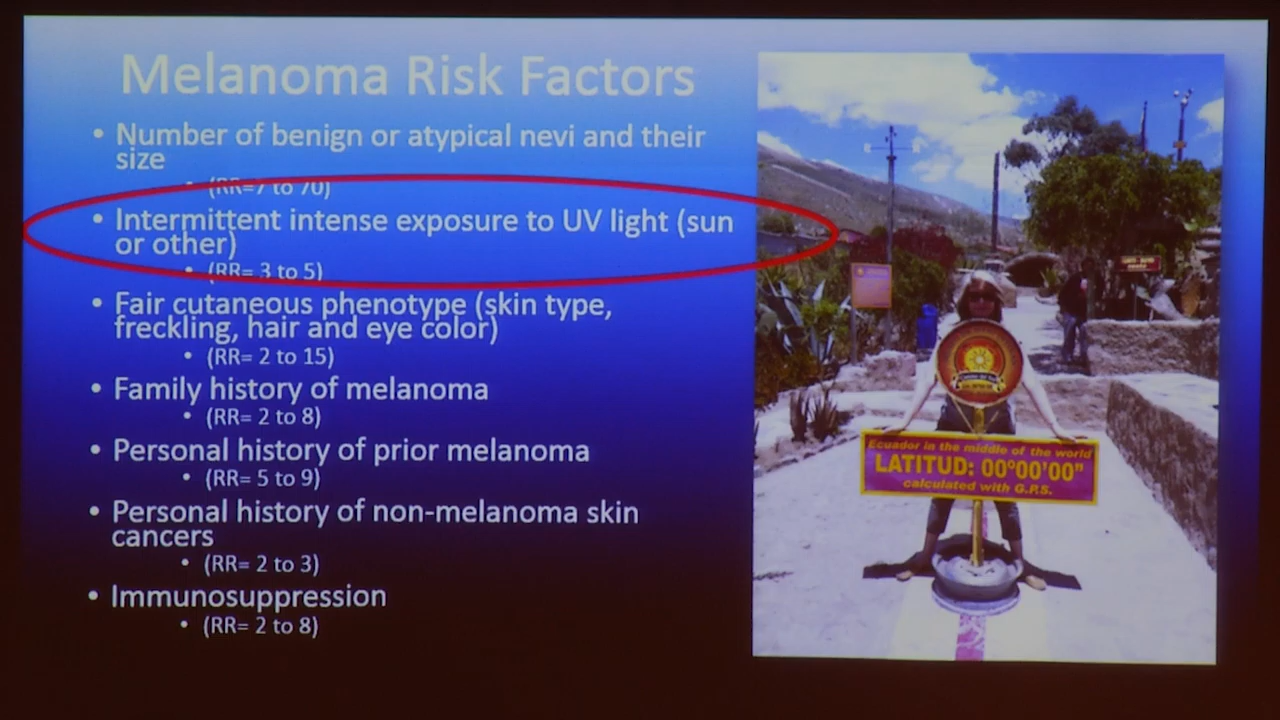 Melanoma Risk Factors
• Number of benign or atypical nevi and their
size
• (RR=7 to 70)
• Intermittent intense exposure to UV light (sun
or other)
• (RR= 3 to 5)
• Fair cutaneous phenotype (skin type,
freckling, hair and eye color)
• (RR= 2 to 15)
• Family history of melanoma
• (RR= 2 to 8)
• Personal history of prior melanoma
• (RR= 5 to 9)
• Personal history of non-melanoma skin
cancers
• (RR= 2 to 3)
• Immunosuppression
• (RR= 2 to 8)
Ecuador in the middle of the world
LATITUD: 00°00'00"
calculated with G.P.S.